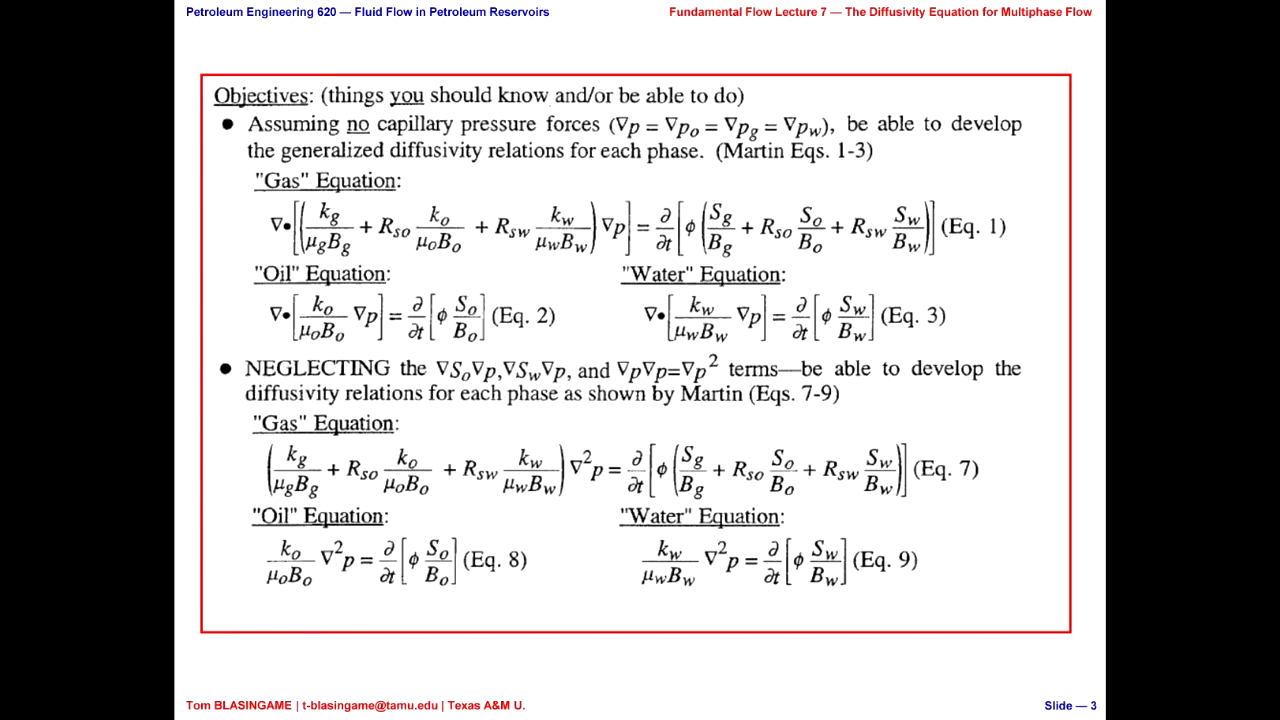 Petroleum Engineering 620 — Fluid Flow in Petroleum Reservoirs
Fundamental Flow Lecture 7 — The Diffusivity Equation for Multiphase Flow
Objectives: (things you should know and/or be able to do)
● Assuming no capillary pressure forces (∇p = ∇pₒ = ∇p_g = ∇p_w), be able to develop
the generalized diffusivity relations for each phase. (Martin Eqs. 1-3)
"Gas" Equation:
∇•[(k_g/(μ_gB_g) + R_so k_o/(μ_oB_o) + R_sw k_w/(μ_wB_w)) ∇p] = ∂/∂t [ϕ (S_g/B_g + R_so S_o/B_o + R_sw S_w/B_w)] (Eq. 1)
"Oil" Equation: "Water" Equation:
∇•[k_o/(μ_oB_o) ∇p] = ∂/∂t [ϕ S_o/B_o] (Eq. 2) ∇•[k_w/(μ_wB_w) ∇p] = ∂/∂t [ϕ S_w/B_w] (Eq. 3)
● NEGLECTING the ∇S_o∇p,∇S_w∇p, and ∇p∇p=∇p² terms—be able to develop the
diffusivity relations for each phase as shown by Martin (Eqs. 7-9)
"Gas" Equation:
(k_g/(μ_gB_g) + R_so k_o/(μ_oB_o) + R_sw k_w/(μ_wB_w)) ∇²p = ∂/∂t [ϕ (S_g/B_g + R_so S_o/B_o + R_sw S_w/B_w)] (Eq. 7)
"Oil" Equation: "Water" Equation:
k_o/(μ_oB_o) ∇²p = ∂/∂t [ϕ S_o/B_o] (Eq. 8) k_w/(μ_wB_w) ∇²p = ∂/∂t [ϕ S_w/B_w] (Eq. 9)
Tom BLASINGAME | t-blasingame@tamu.edu | Texas A&M U.
Slide — 3